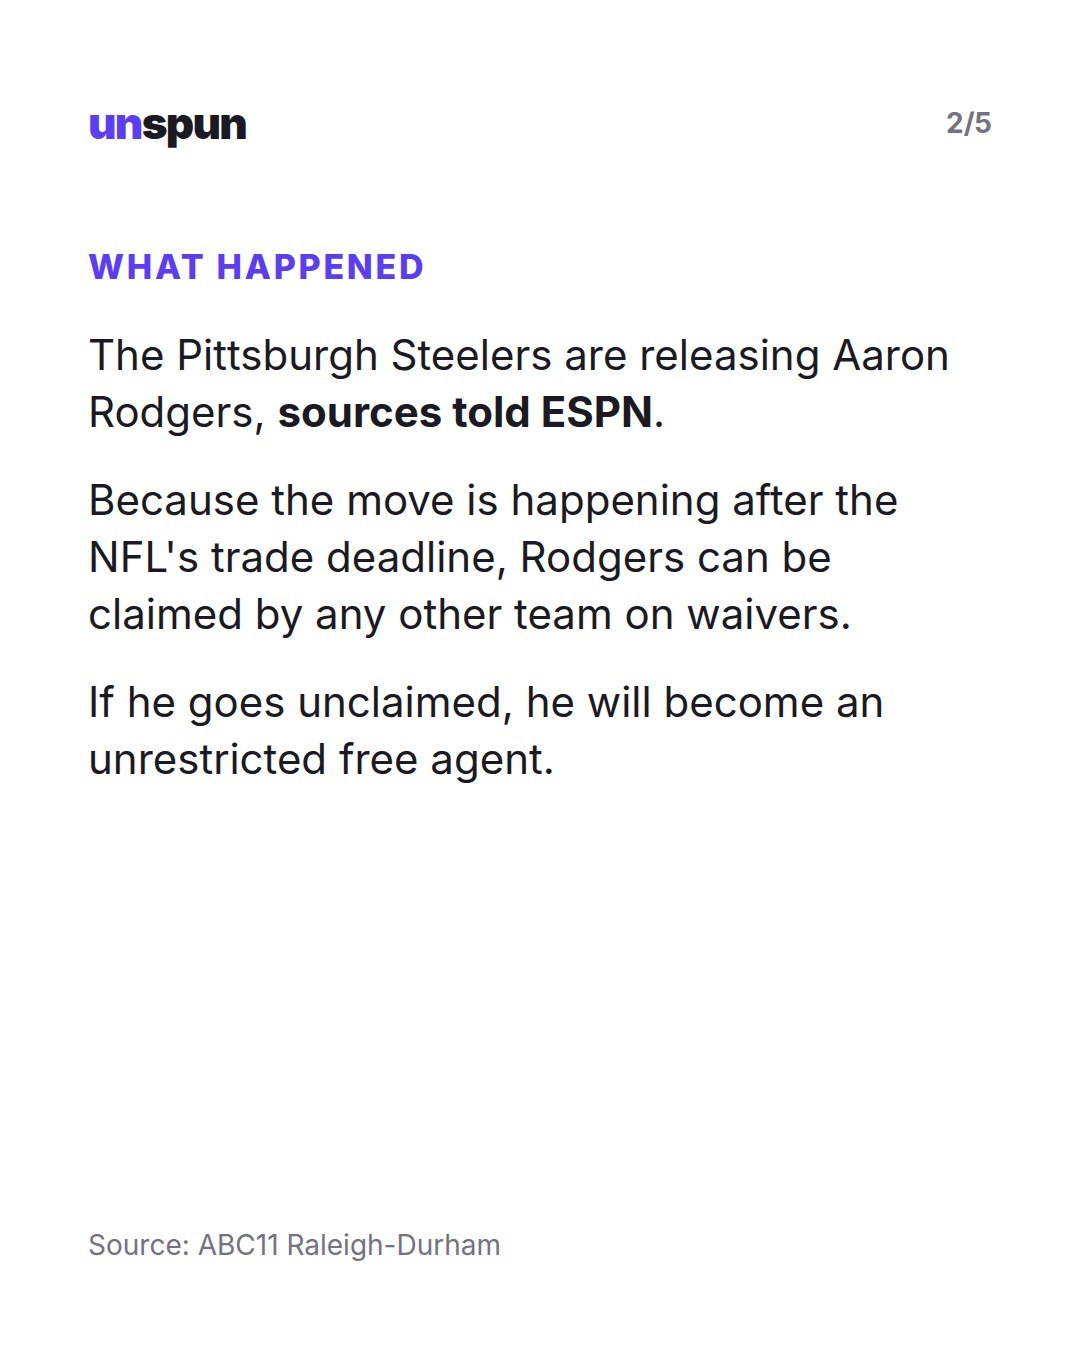 unspun
2/5
WHAT HAPPENED
The Pittsburgh Steelers are releasing Aaron
Rodgers, sources told ESPN.
Because the move is happening after the
NFL's trade deadline, Rodgers can be
claimed by any other team on waivers.
If he goes unclaimed, he will become an
unrestricted free agent.
Source: ABC11 Raleigh-Durham